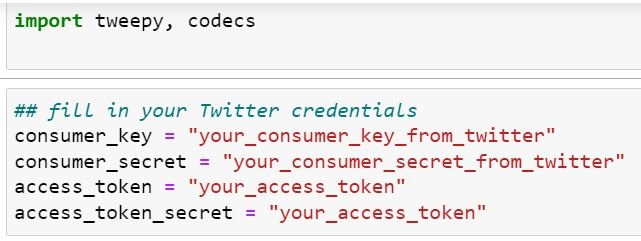 import tweepy, codecs
## fill in your Twitter credentials
consumer_key = "your_consumer_key_from_twitter"
consumer_secret = "your_consumer_secret_from_twitter"
access_token = "your_access_token"
access_token_secret = "your_access_token"